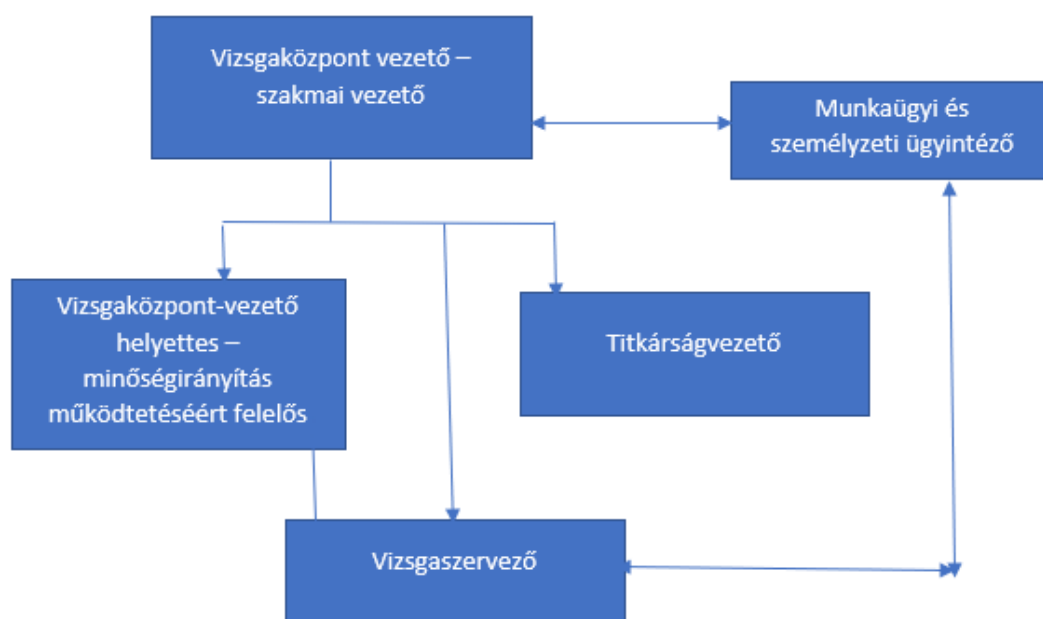 Vizsgaközpont vezető –
szakmai vezető
Munkaügyi és
személyzeti ügyintéző
Vizsgaközpont-vezető
helyettes –
minőségirányítás
működtetéséért felelős
Titkárságvezető
Vizsgaszervező